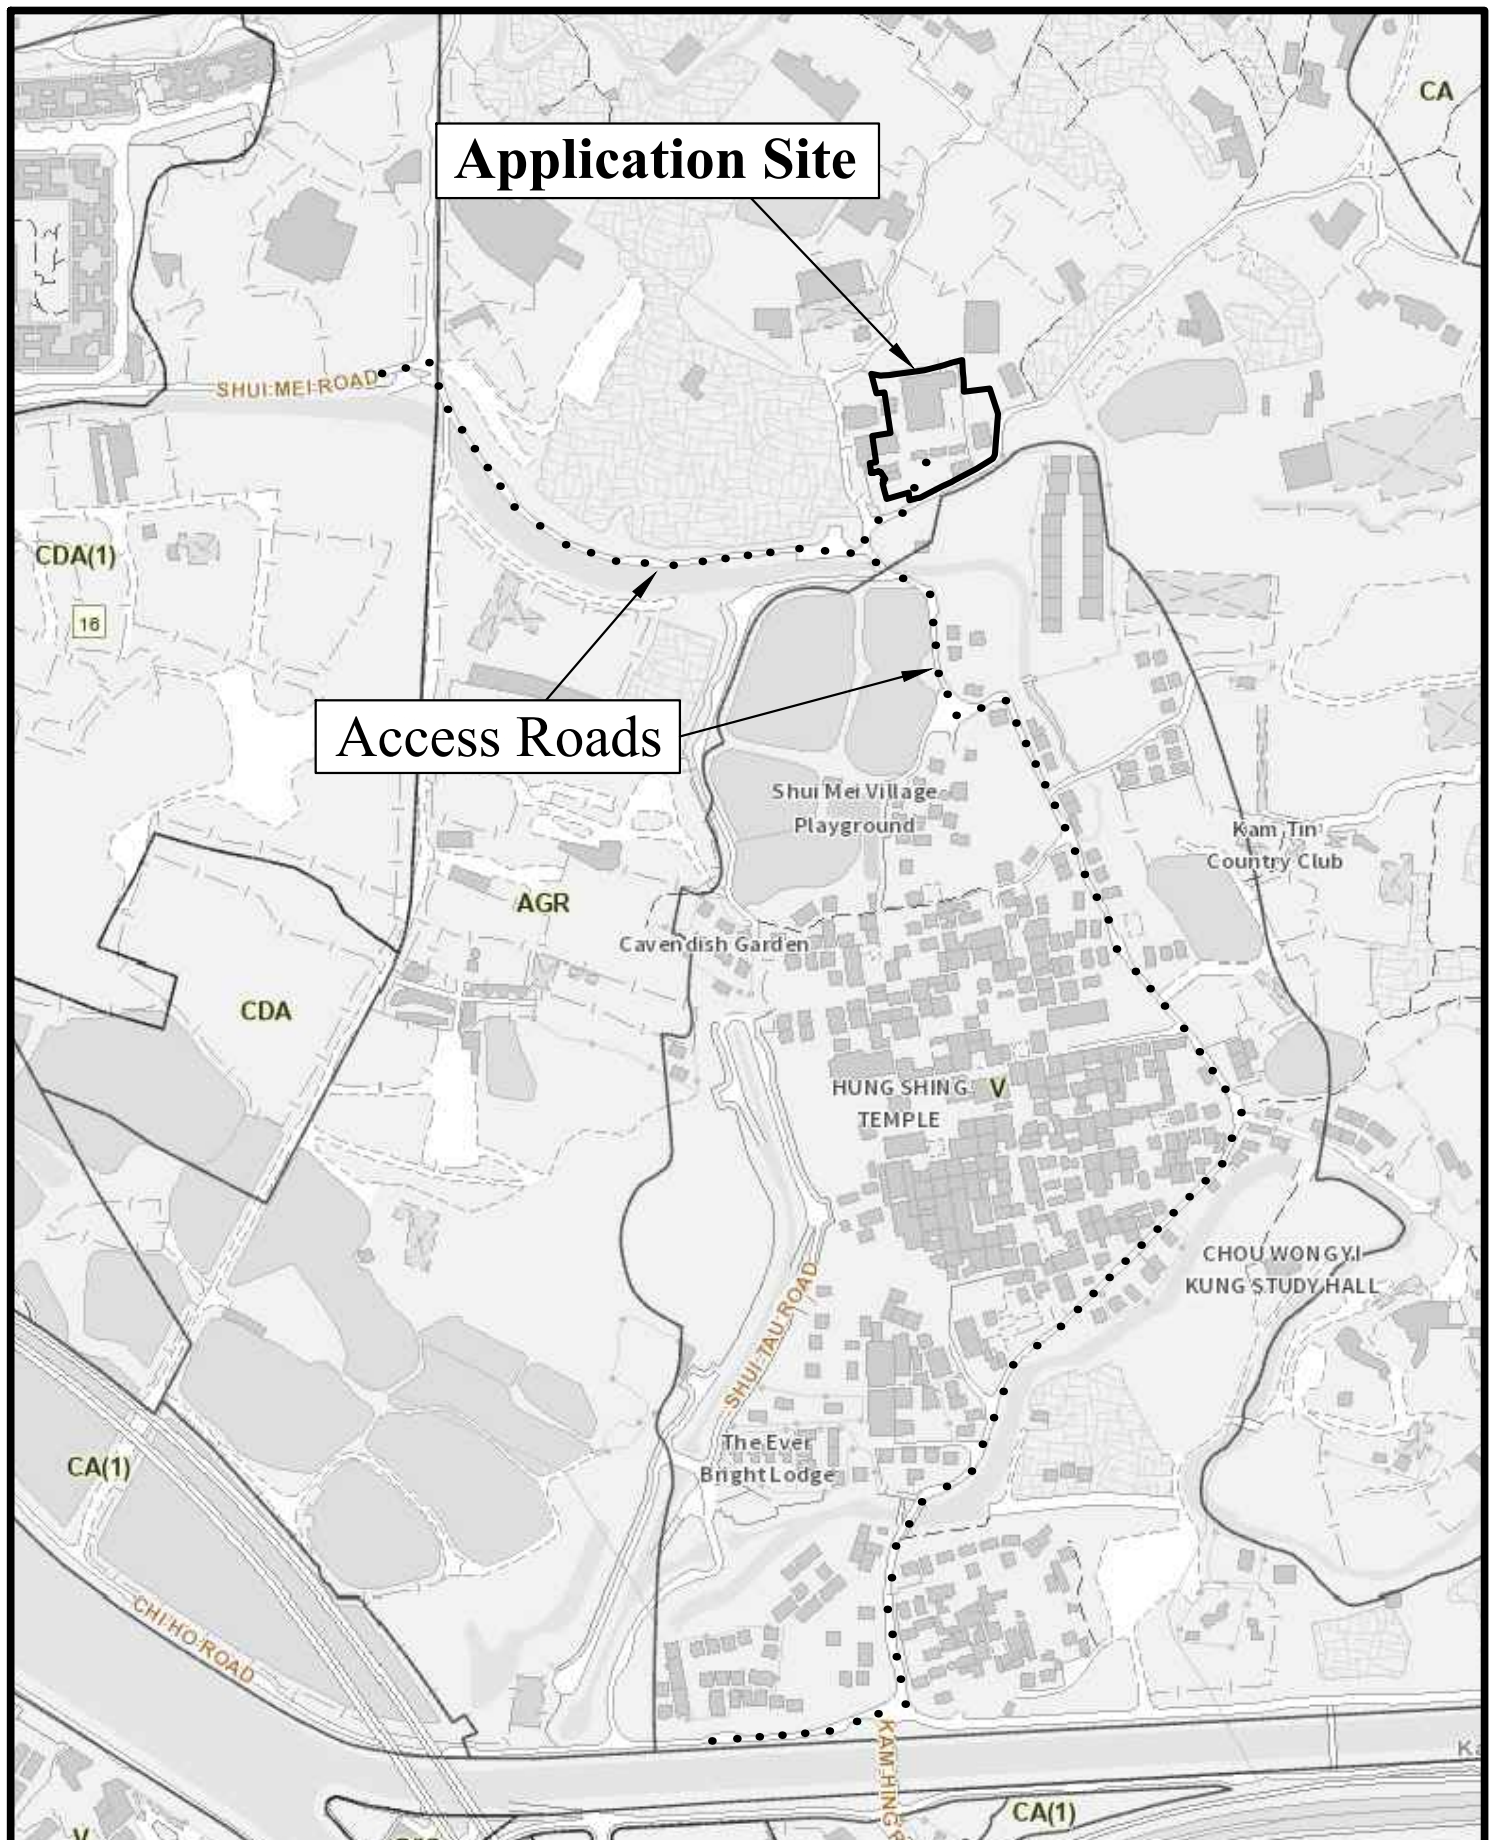 CA
Application Site
SHUI MEI ROAD
CDA(1)
16
Access Roads
Shui Mei Village
Playground
Kam Tin
Country Club
AGR
Cavendish Garden
CDA
HUNG SHING
TEMPLE
V
CHOU WONG YI
KUNG STUDY HALL
SHUI TAU ROAD
The Ever
Bright Lodge
CA(1)
CHI HO ROAD
KAM HING
CA(1)
V